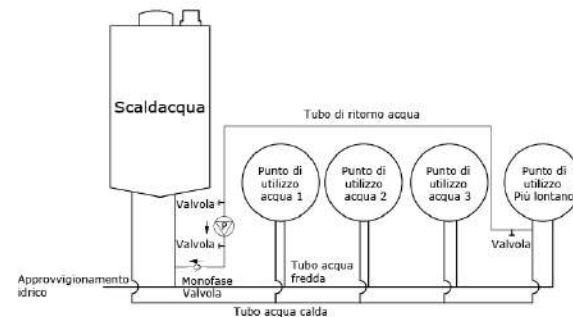 Scaldacqua
Tubo di ritorno acqua
Punto di
utilizzo
acqua 1
Punto di
utilizzo
acqua 2
Punto di
utilizzo
acqua 3
Punto di
utilizzo
Più lontano
Valvola
P
Valvola
Valvola
Approvvigionamento
idrico
Monofase
Valvola
Tubo acqua
fredda
Tubo acqua calda